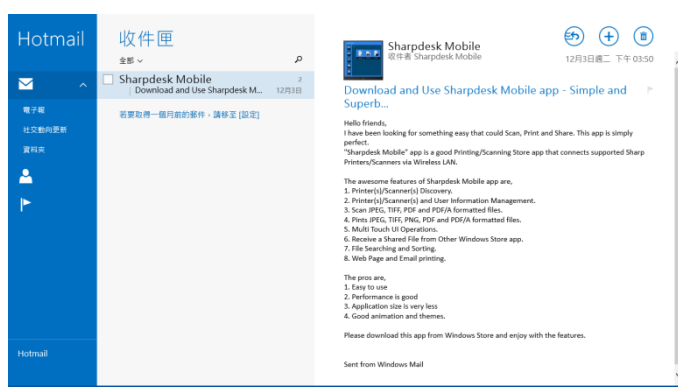 Hotmail
電子報
社交動向更新
資料夾
Hotmail
收件匣
全部
Sharpdesk Mobile
2
Download and Use Sharpdesk M...
12月3日
若要取得一個月前的郵件，請移至 [設定]
Sharpdesk Mobile
收件者 Sharpdesk Mobile
12月3日週二 下午 03:50
Download and Use Sharpdesk Mobile app - Simple and
Superb...
Hello friends,
I have been looking for something easy that could Scan, Print and Share. This app is simply
perfect.
"Sharpdesk Mobile" app is a good Printing/Scanning Store app that connects supported Sharp
Printers/Scanners via Wireless LAN.
The awesome features of Sharpdesk Mobile app are,
1. Printer(s)/Scanner(s) Discovery.
2. Printer(s)/Scanner(s) and User Information Management.
3. Scan JPEG, TIFF, PDF and PDF/A formatted files.
4. Pints JPEG, TIFF, PNG, PDF and PDF/A formatted files.
5. Multi Touch UI Operations.
6. Receive a Shared File from Other Windows Store app.
7. File Searching and Sorting.
8. Web Page and Email printing.
The pros are,
1. Easy to use
2. Performance is good
3. Application size is very less
4. Good animation and themes.
Please download this app from Windows Store and enjoy with the features.
Sent from Windows Mail